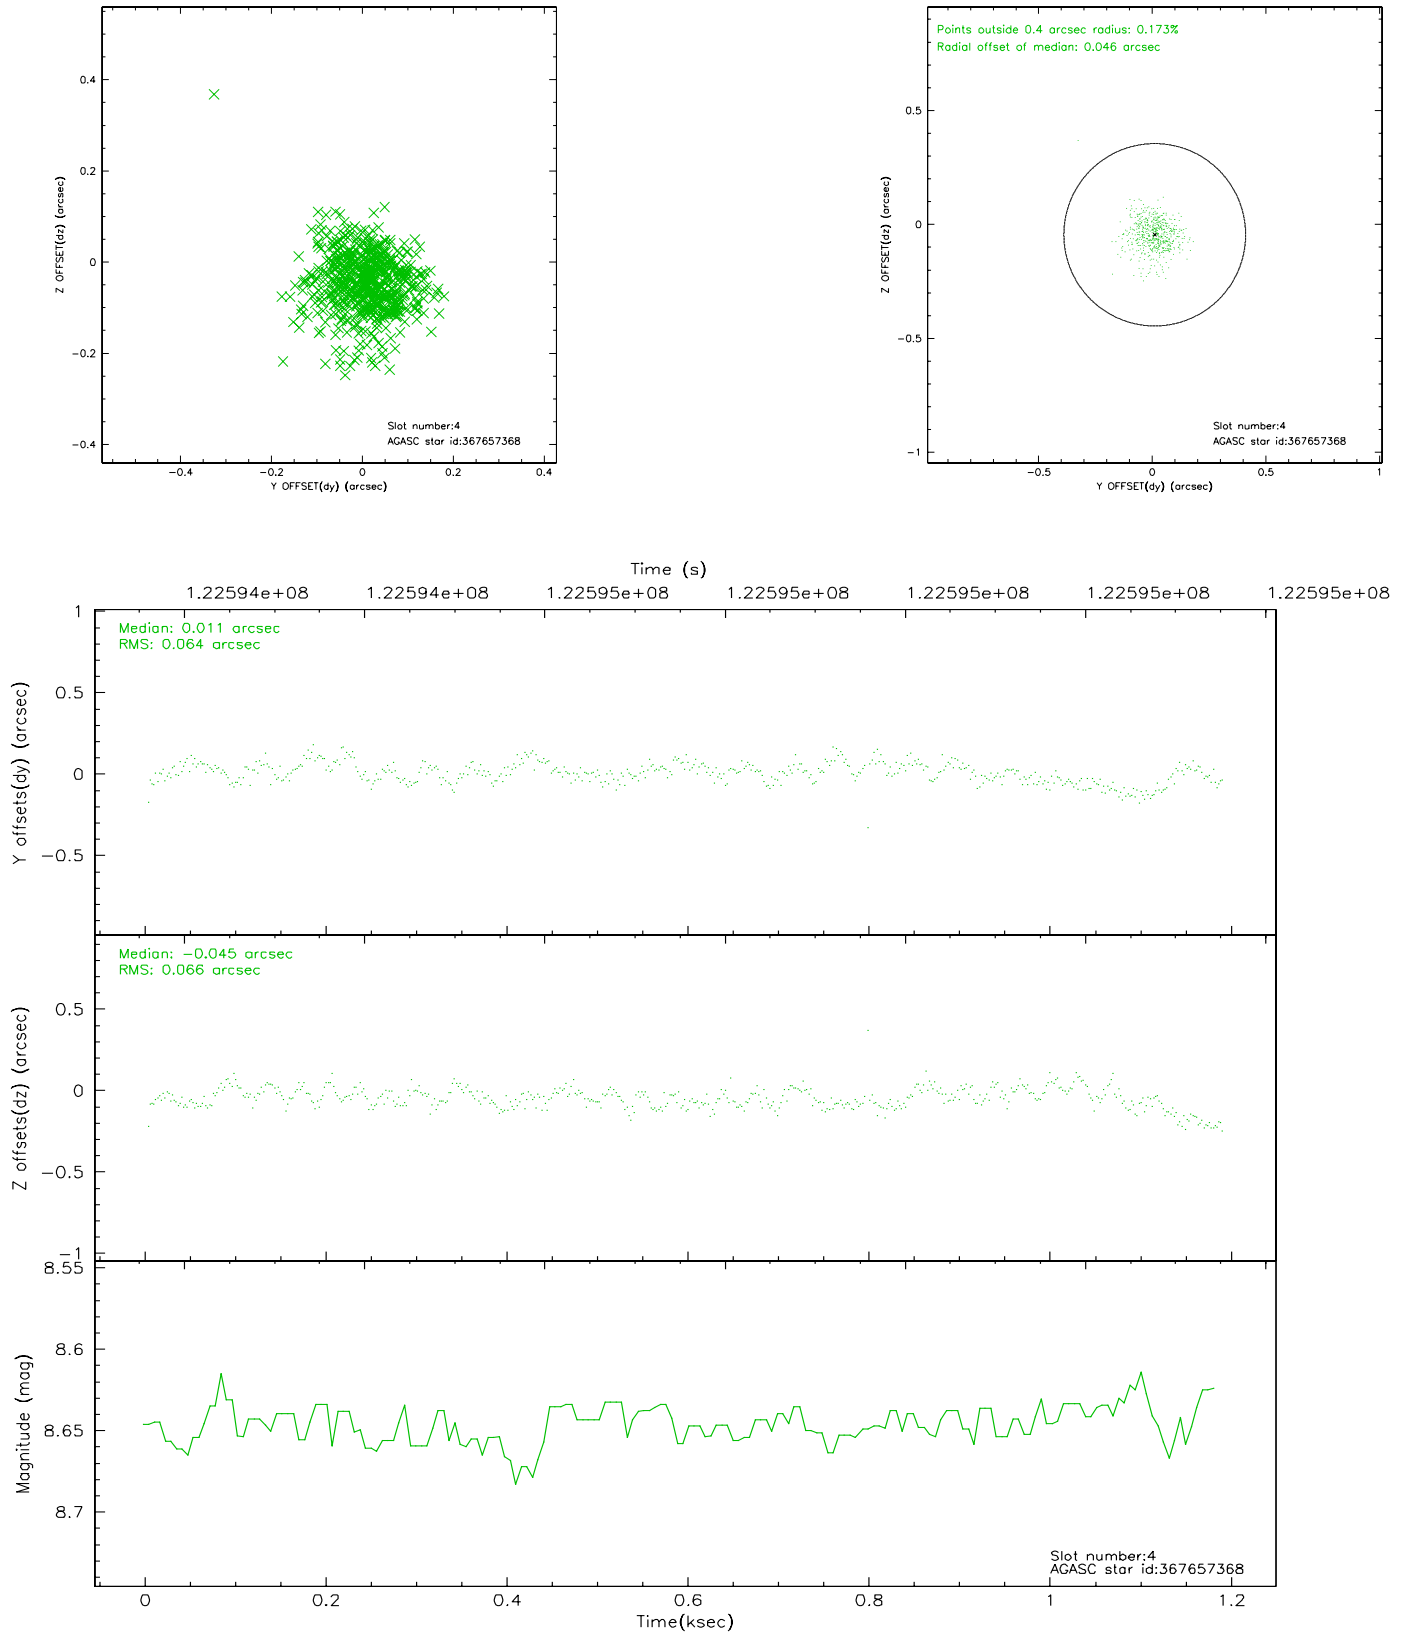 0.4
0.2
0
−0.2
−0.4
Z OFFSET(dz) (arcsec)
Slot number:4
AGASC star id:367657368
−0.4 −0.2 0 0.2 0.4
Y OFFSET(dy) (arcsec)
Points outside 0.4 arcsec radius: 0.173%
Radial offset of median: 0.046 arcsec
0.5
0
−0.5
−1
Z OFFSET(dz) (arcsec)
Slot number:4
AGASC star id:367657368
−0.5 0 0.5 1
Y OFFSET(dy) (arcsec)
Time (s)
1.22594e+08 1.22594e+08 1.22595e+08 1.22595e+08 1.22595e+08 1.22595e+08 1.22595e+08
Median: 0.011 arcsec
RMS: 0.064 arcsec
1
0.5
0
−0.5
Y offsets(dy) (arcsec)
Median: −0.045 arcsec
RMS: 0.066 arcsec
0.5
0
−0.5
−1
Z offsets(dz) (arcsec)
8.55
8.6
8.65
8.7
Magnitude (mag)
Slot number:4
AGASC star id:367657368
0 0.2 0.4 0.6 0.8 1 1.2
Time(ksec)